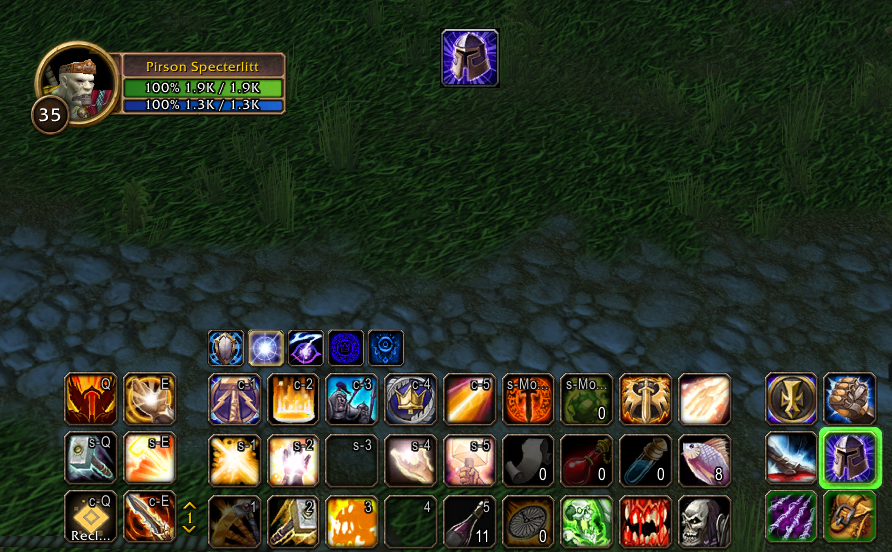 Pirson Specterlitt
100% 1.9K / 1.9K
35
100% 1.3K / 1.3K
Q E c-1 c-2 c-3 c-4 c-5 s-Mo... s-Mo...
0
s-Q s-E s-1 s-2 s-3 s-4 s-5
0 0 0 8
c-Q c-E 1 1 2 3 4 5
Recl... 11 0